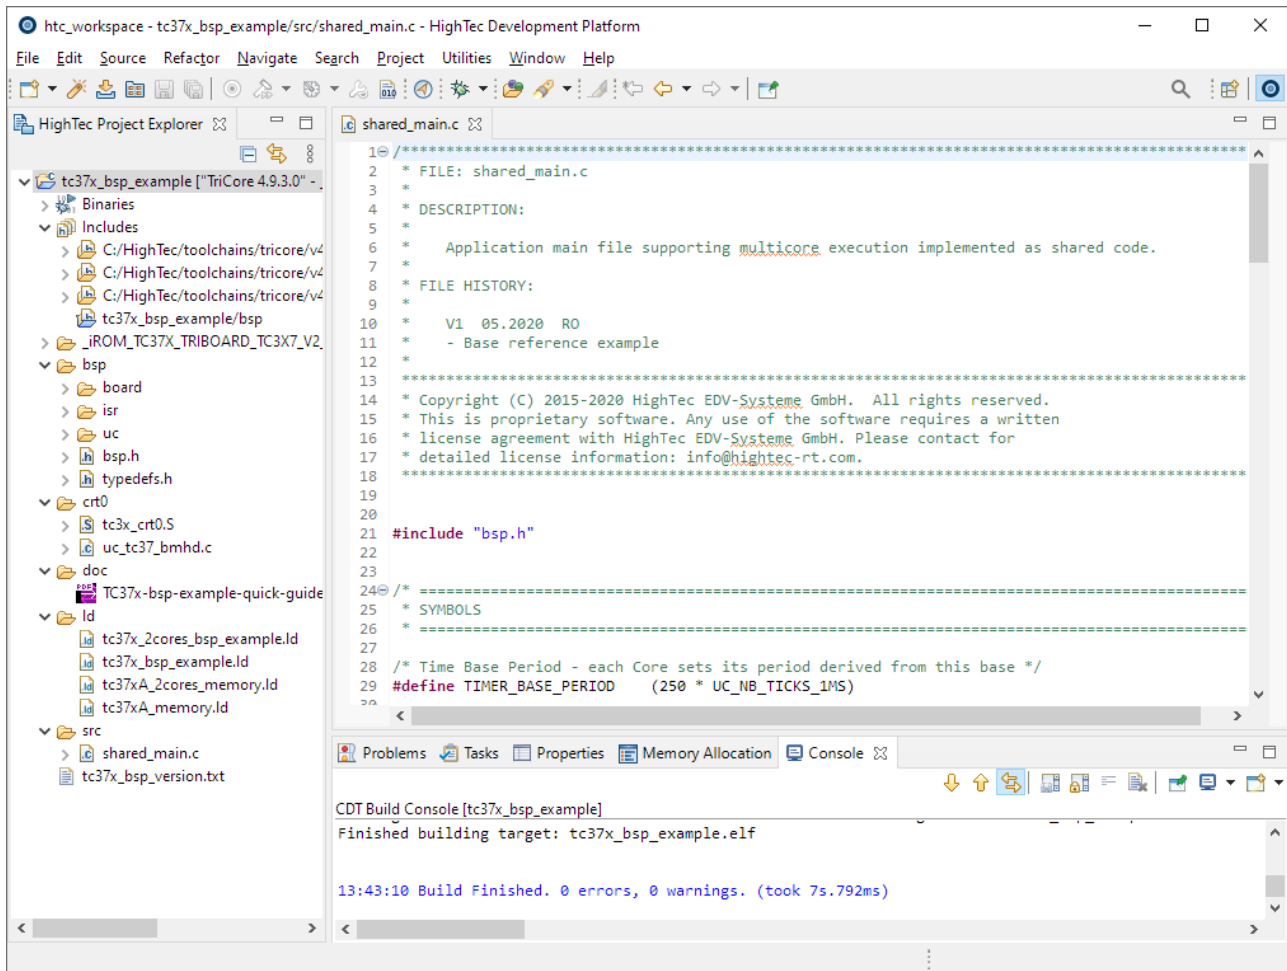 htc_workspace - tc37x_bsp_example/src/shared_main.c - HighTec Development Platform
File Edit Source Refactor Navigate Search Project Utilities Window Help
HighTec Project Explorer
tc37x_bsp_example ["TriCore 4.9.3.0" -
Binaries
Includes
C:/HighTec/toolchains/tricore/v4
C:/HighTec/toolchains/tricore/v4
C:/HighTec/toolchains/tricore/v4
tc37x_bsp_example/bsp
_iROM_TC37X_TRIBOARD_TC3X7_V2_
bsp
board
isr
uc
bsp.h
typedefs.h
crt0
tc3x_crt0.S
uc_tc37_bmhd.c
doc
TC37x-bsp-example-quick-guide
ld
tc37x_2cores_bsp_example.ld
tc37x_bsp_example.ld
tc37xA_2cores_memory.ld
tc37xA_memory.ld
src
shared_main.c
tc37x_bsp_version.txt
shared_main.c
1 /***********************************************************************************************
2 * FILE: shared_main.c
3 *
4 * DESCRIPTION:
5 *
6 *    Application main file supporting multicore execution implemented as shared code.
7 *
8 * FILE HISTORY:
9 *
10 *    V1  05.2020  RO
11 *    - Base reference example
12 *
13 ***********************************************************************************************
14 * Copyright (C) 2015-2020 HighTec EDV-Systeme GmbH.  All rights reserved.
15 * This is proprietary software. Any use of the software requires a written
16 * license agreement with HighTec EDV-Systeme GmbH. Please contact for
17 * detailed license information: info@hightec-rt.com.
18 ***********************************************************************************************
19
20
21 #include "bsp.h"
22
23
24 /* =============================================================================================
25 * SYMBOLS
26 * =============================================================================================
27
28 /* Time Base Period - each Core sets its period derived from this base */
29 #define TIMER_BASE_PERIOD    (250 * UC_NB_TICKS_1MS)
30
Problems Tasks Properties Memory Allocation Console
CDT Build Console [tc37x_bsp_example]
Finished building target: tc37x_bsp_example.elf
13:43:10 Build Finished. 0 errors, 0 warnings. (took 7s.792ms)